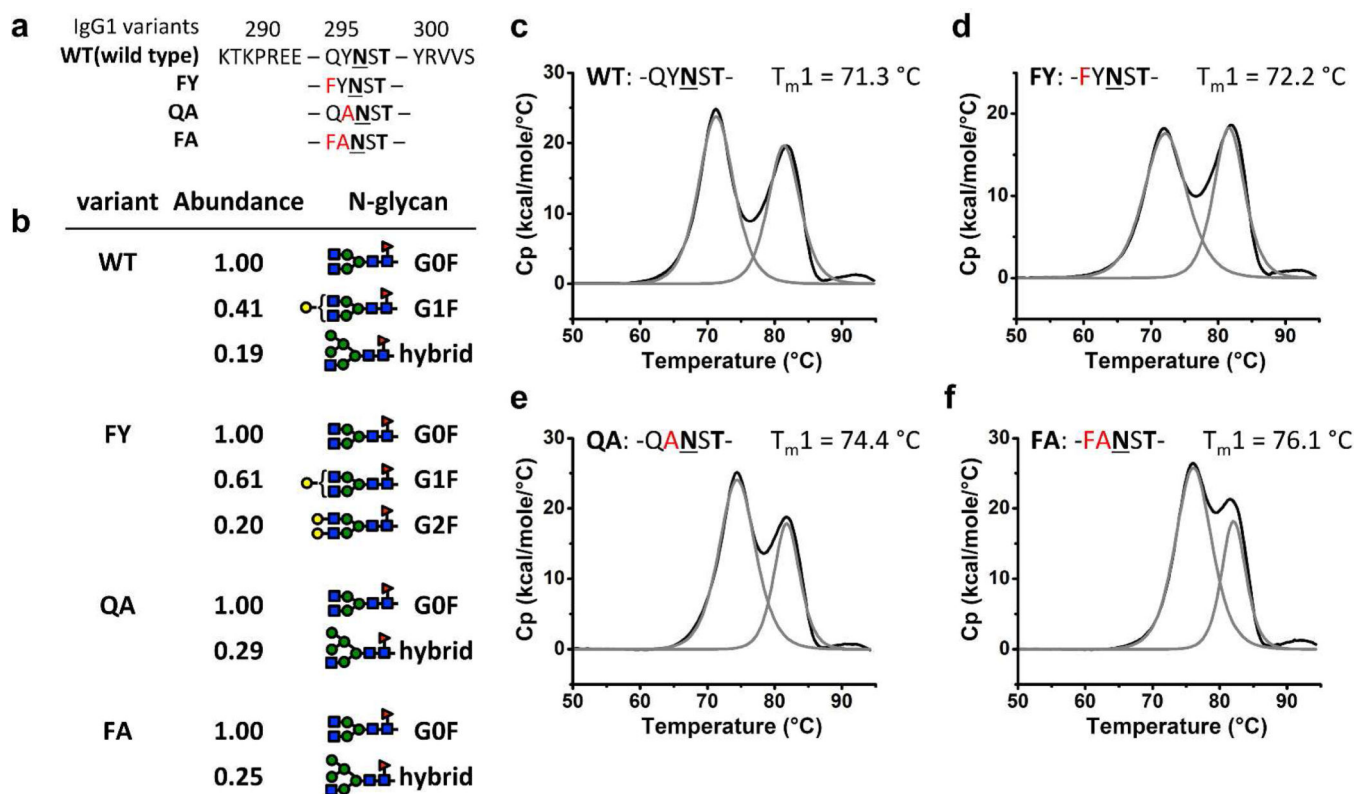 a
IgG1 variants 290 295 300
WT(wild type) KTKPREE – QYNST – YRVVS
FY – FYNST –
QA – QANST –
FA – FANST –
b
variant Abundance N-glycan
WT 1.00 G0F
0.41 G1F
0.19 hybrid
FY 1.00 G0F
0.61 G1F
0.20 G2F
QA 1.00 G0F
0.29 hybrid
FA 1.00 G0F
0.25 hybrid
c
WT: -QYNST- Tm1 = 71.3 °C
Cp (kcal/mole/°C)
30
20
10
0
50 60 70 80 90
Temperature (°C)
d
FY: -FYNST- Tm1 = 72.2 °C
Cp (kcal/mole/°C)
20
10
0
50 60 70 80 90
Temperature (°C)
e
QA: -QANST- Tm1 = 74.4 °C
Cp (kcal/mole/°C)
30
20
10
0
50 60 70 80 90
Temperature (°C)
f
FA: -FANST- Tm1 = 76.1 °C
Cp (kcal/mole/°C)
30
20
10
0
50 60 70 80 90
Temperature (°C)